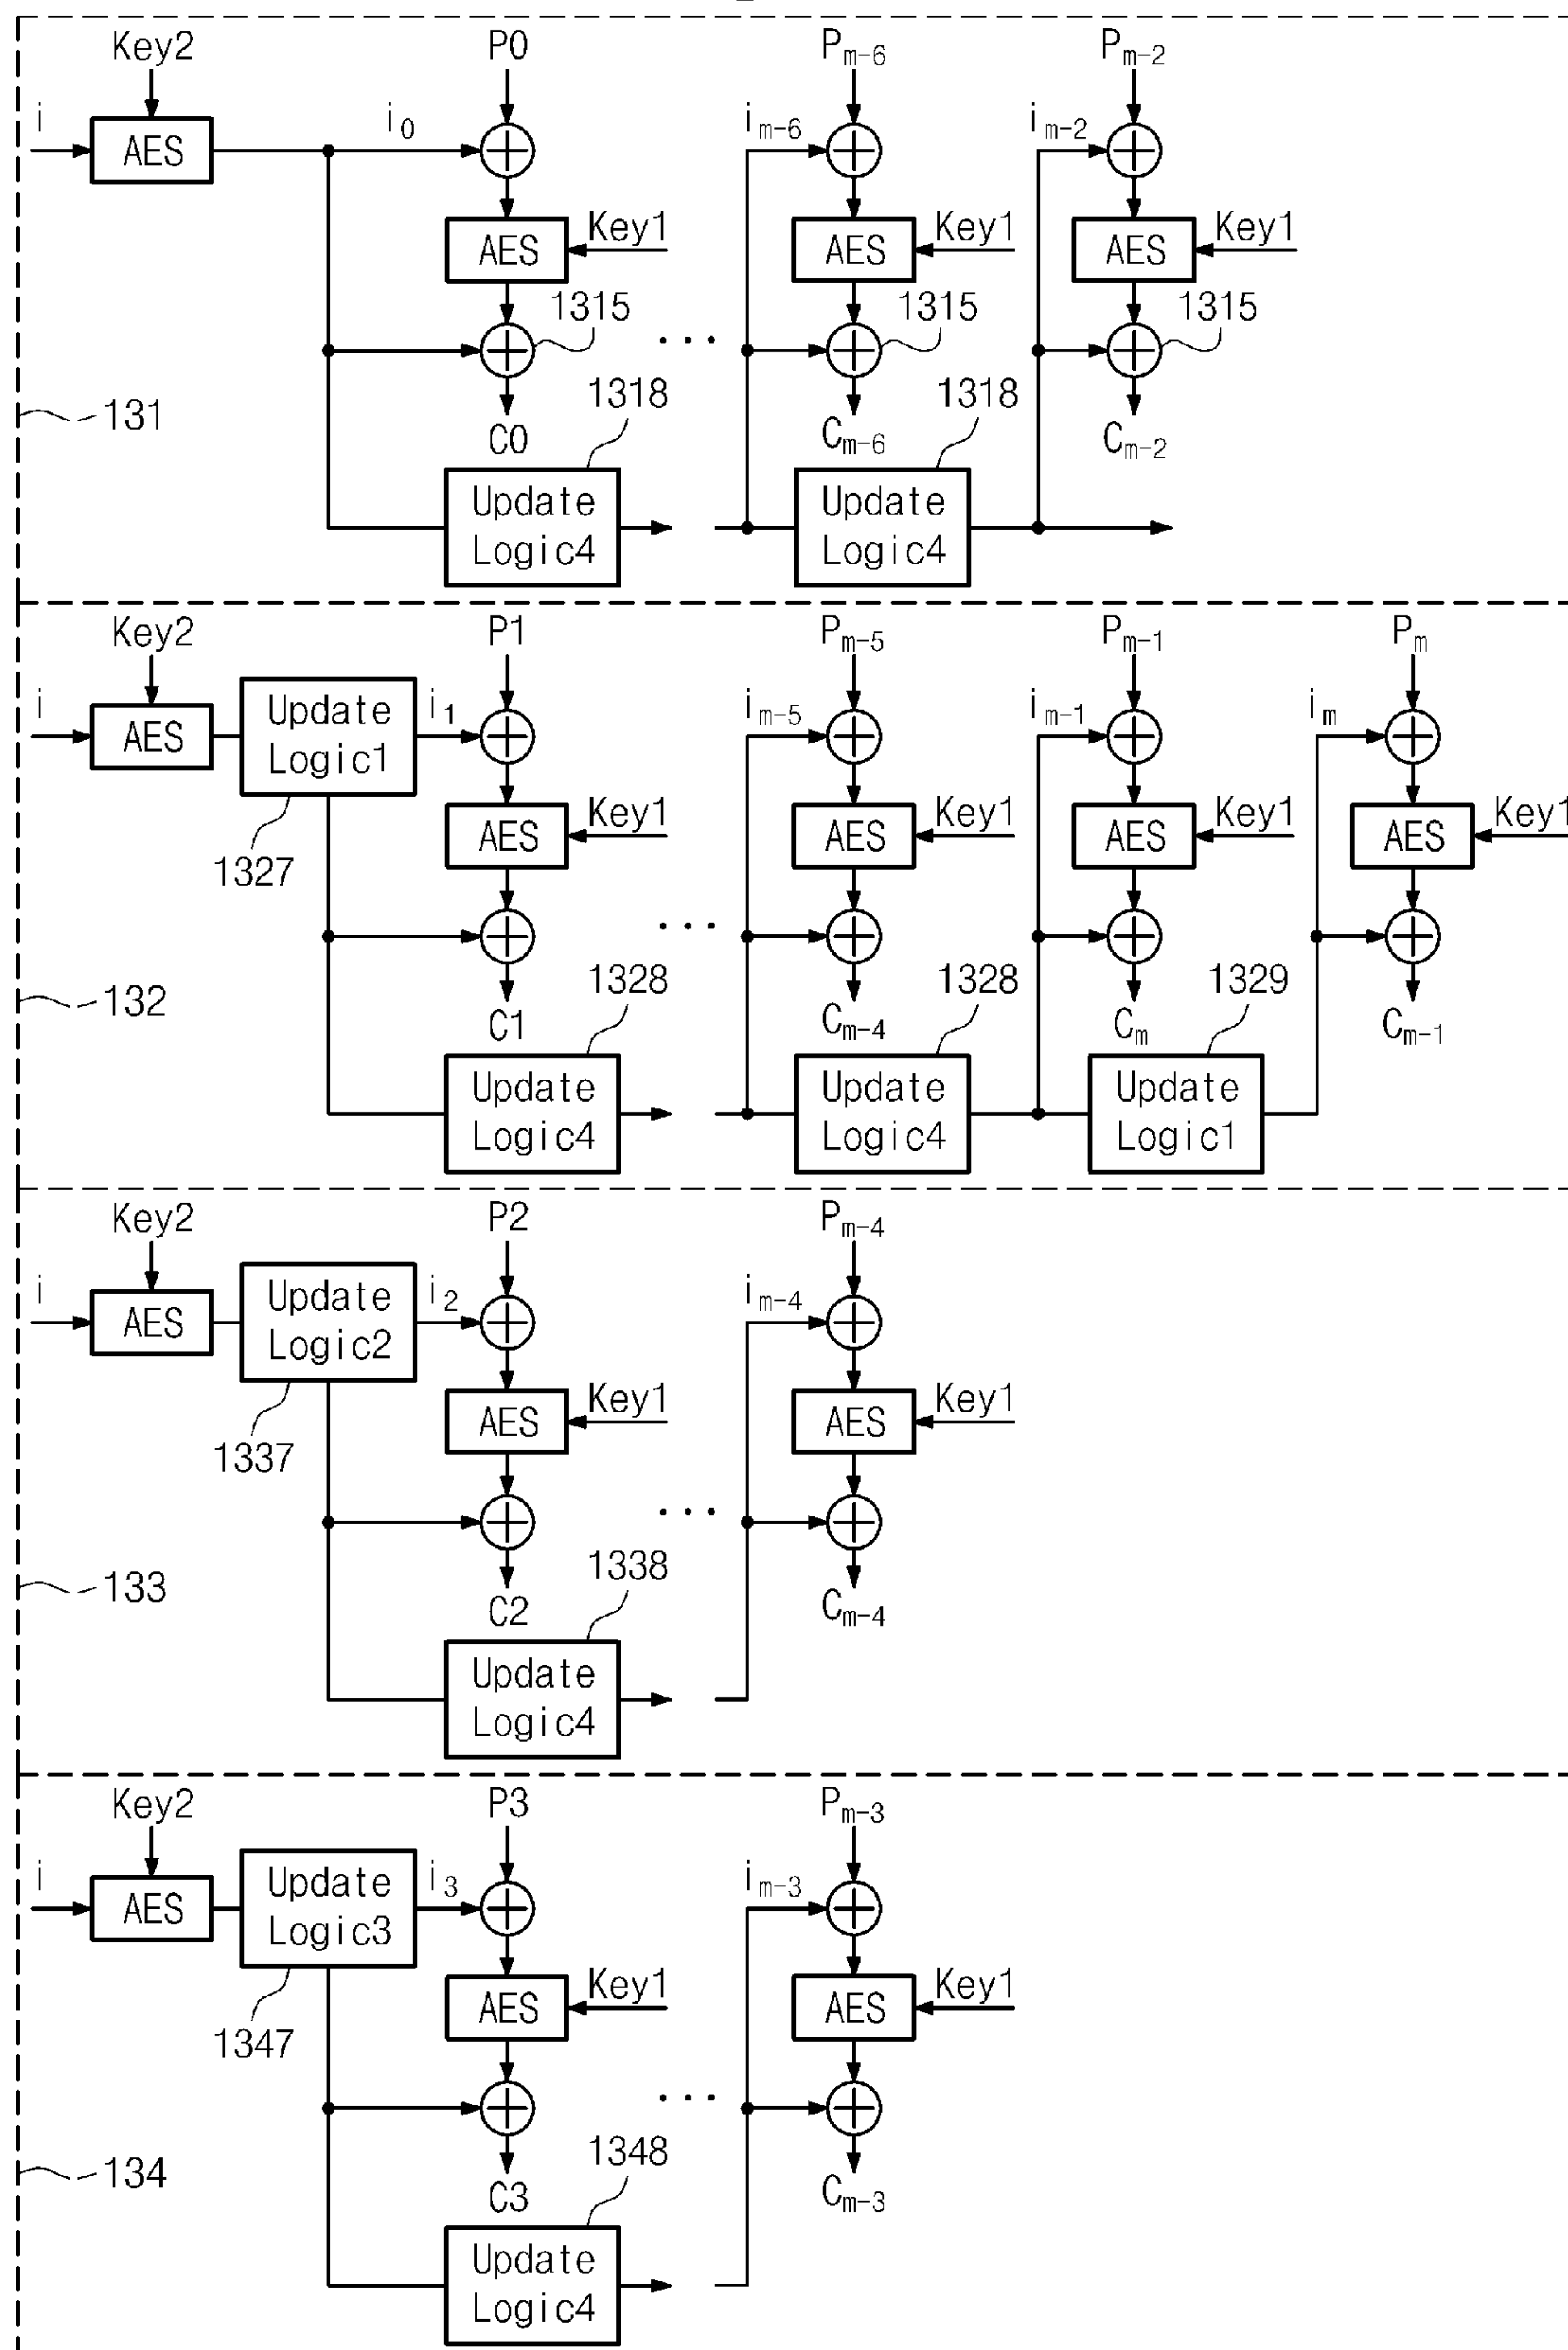 Key2 P0 Pm-6 Pm-2
i AES i0 im-6 im-2
AES Key1 AES Key1 AES Key1
1315 1315 1315
...
131 1318 1318
C0 Cm-6 Cm-2
Update Logic4 Update Logic4
Key2 P1 Pm-5 Pm-1 Pm
i AES Update Logic1 i1 im-5 im-1 im
AES Key1 AES Key1 AES Key1 AES Key1
1327
...
132 1328 1328 1329
C1 Cm-4 Cm Cm-1
Update Logic4 Update Logic4 Update Logic1
Key2 P2 Pm-4
i AES Update Logic2 i2 im-4
AES Key1 AES Key1
1337
...
133 1338
C2 Cm-4
Update Logic4
Key2 P3 Pm-3
i AES Update Logic3 i3 im-3
AES Key1 AES Key1
1347
...
134 1348
C3 Cm-3
Update Logic4